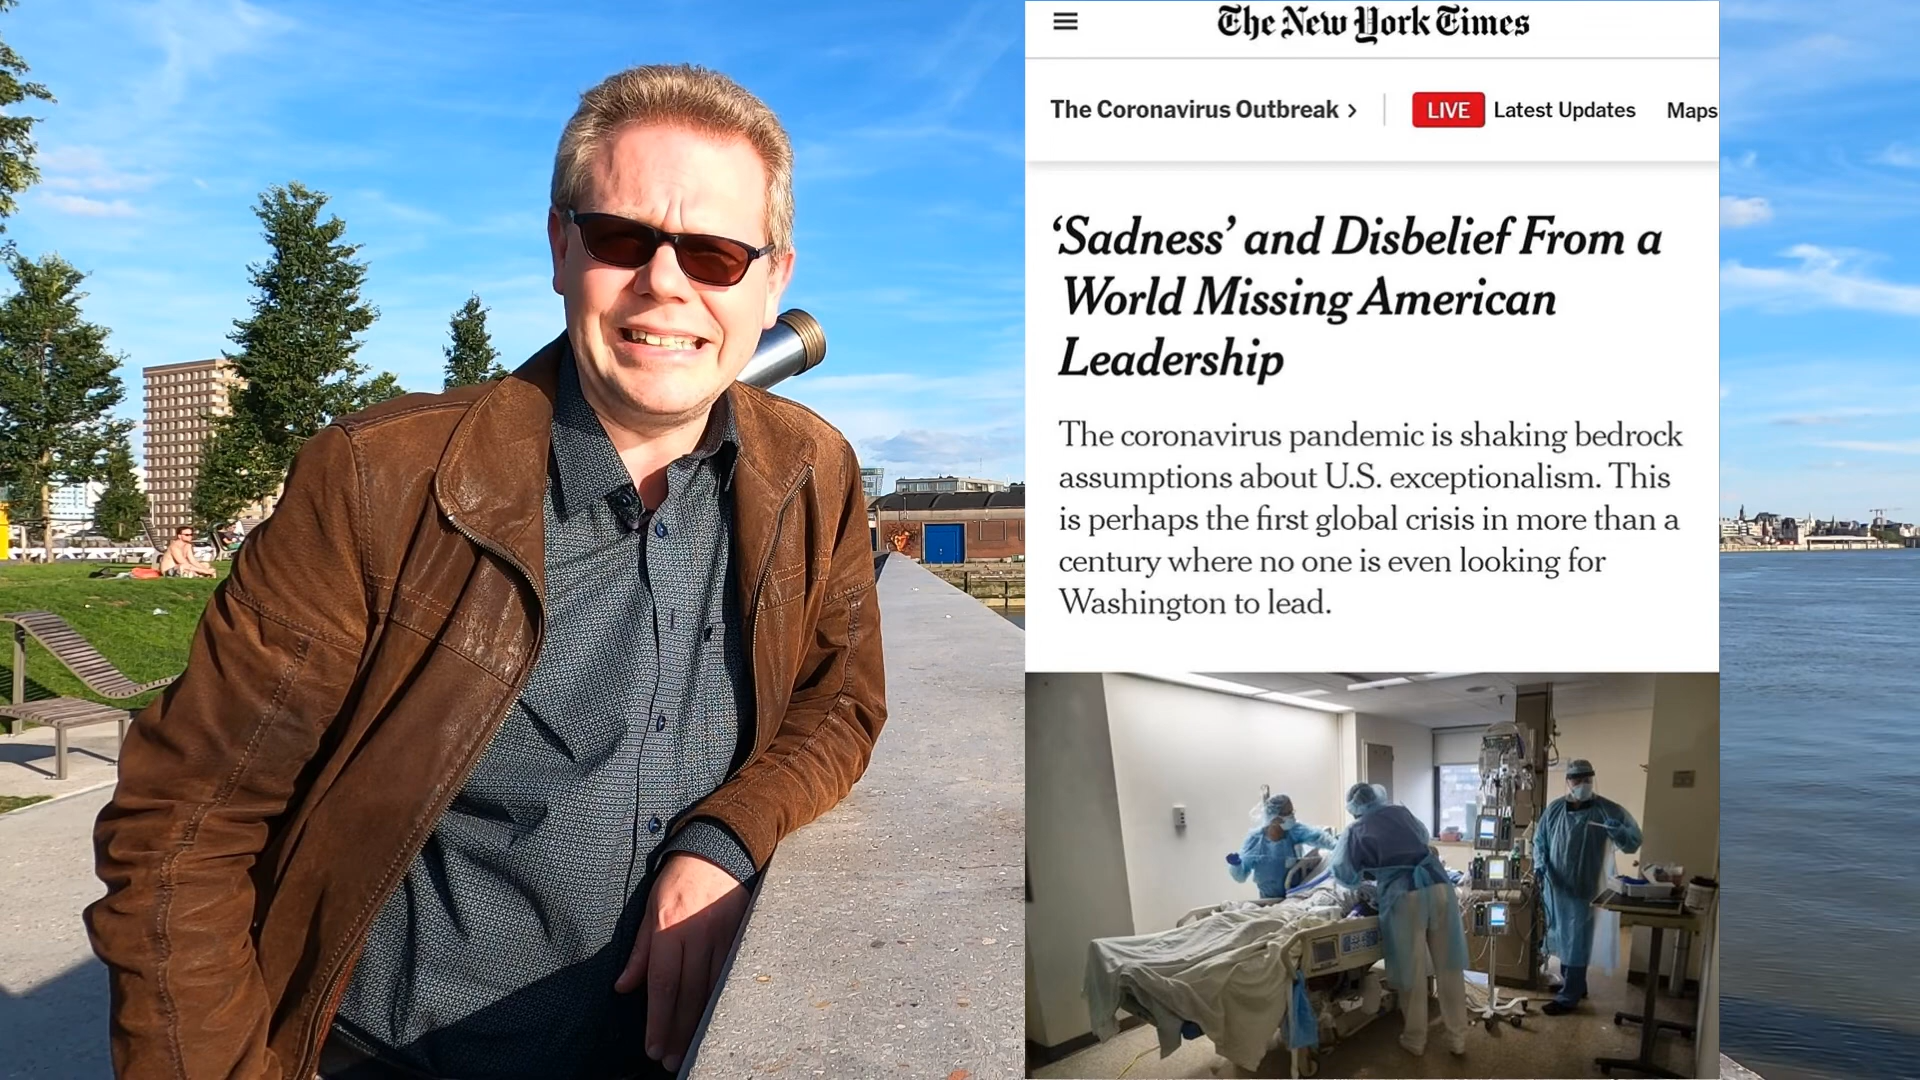 The New York Times
The Coronavirus Outbreak >
LIVE Latest Updates Maps
‘Sadness’ and Disbelief From a
World Missing American
Leadership
The coronavirus pandemic is shaking bedrock
assumptions about U.S. exceptionalism. This
is perhaps the first global crisis in more than a
century where no one is even looking for
Washington to lead.